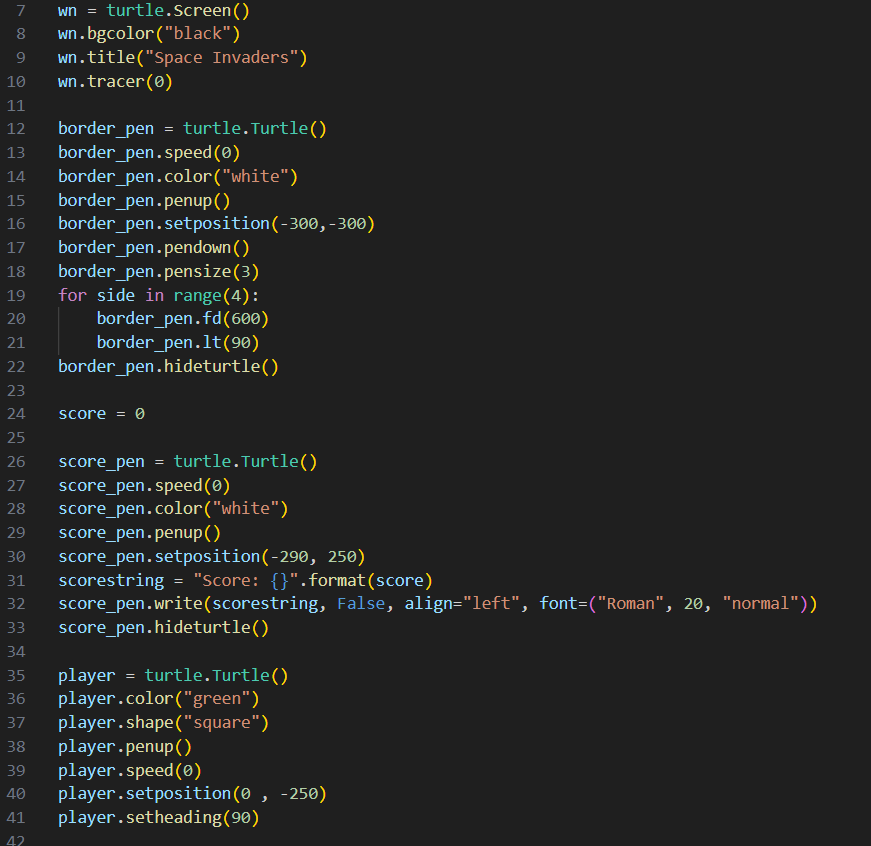 7 wn = turtle.Screen()
8 wn.bgcolor("black")
9 wn.title("Space Invaders")
10 wn.tracer(0)
11
12 border_pen = turtle.Turtle()
13 border_pen.speed(0)
14 border_pen.color("white")
15 border_pen.penup()
16 border_pen.setposition(-300,-300)
17 border_pen.pendown()
18 border_pen.pensize(3)
19 for side in range(4):
20     border_pen.fd(600)
21     border_pen.lt(90)
22 border_pen.hideturtle()
23
24 score = 0
25
26 score_pen = turtle.Turtle()
27 score_pen.speed(0)
28 score_pen.color("white")
29 score_pen.penup()
30 score_pen.setposition(-290, 250)
31 scorestring = "Score: {}".format(score)
32 score_pen.write(scorestring, False, align="left", font=("Roman", 20, "normal"))
33 score_pen.hideturtle()
34
35 player = turtle.Turtle()
36 player.color("green")
37 player.shape("square")
38 player.penup()
39 player.speed(0)
40 player.setposition(0 , -250)
41 player.setheading(90)
42